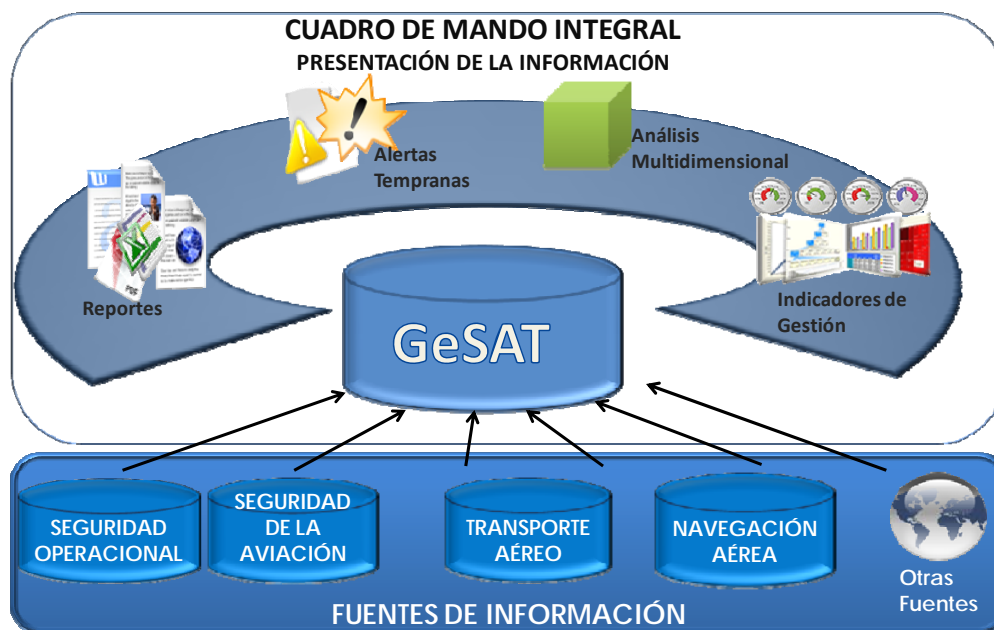 CUADRO DE MANDO INTEGRAL
PRESENTACIÓN DE LA INFORMACIÓN
Alertas
Tempranas
Análisis
Multidimensional
Reportes
PDF
Indicadores de
Gestión
GeSAT
SEGURIDAD
OPERACIONAL
SEGURIDAD
DE LA
AVIACIÓN
TRANSPORTE
AÉREO
NAVEGACIÓN
AÉREA
Otras
Fuentes
FUENTES DE INFORMACIÓN